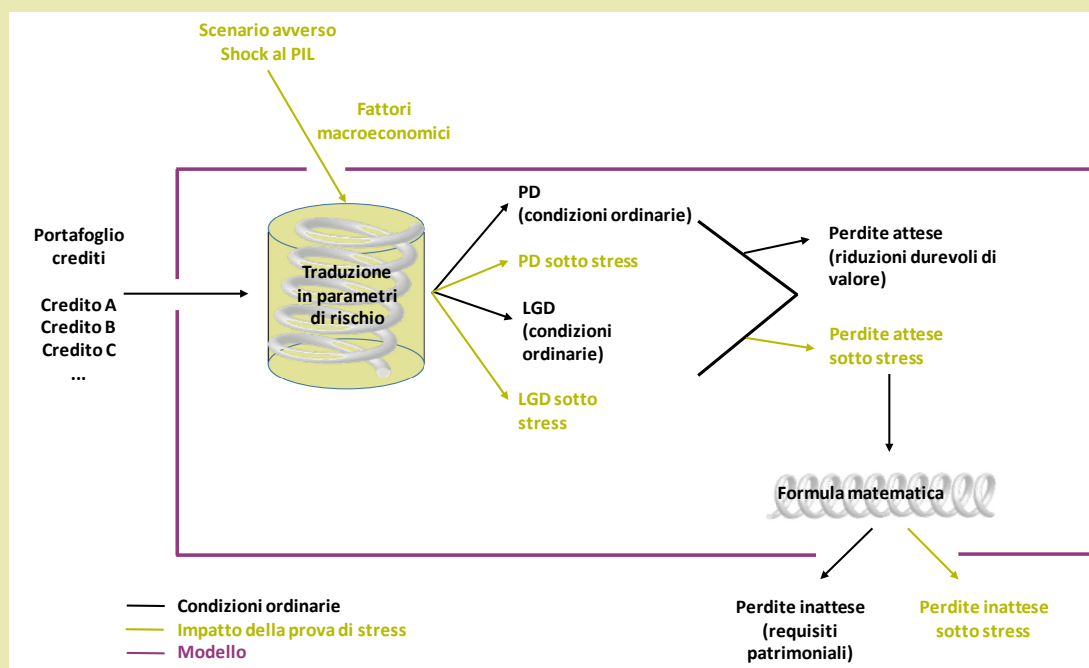 Scenario avverso
Shock al PIL
Fattori
macroeconomici
Portafoglio
crediti
Credito A
Credito B
Credito C
...
Traduzione
in parametri
di rischio
PD
(condizioni ordinarie)
PD sotto stress
LGD
(condizioni
ordinarie)
LGD sotto
stress
Perdite attese
(riduzioni durevoli di
valore)
Perdite attese
sotto stress
Formula matematica
Perdite inattese
(requisiti
patrimoniali)
Perdite inattese
sotto stress
Condizioni ordinarie
Impatto della prova di stress
Modello